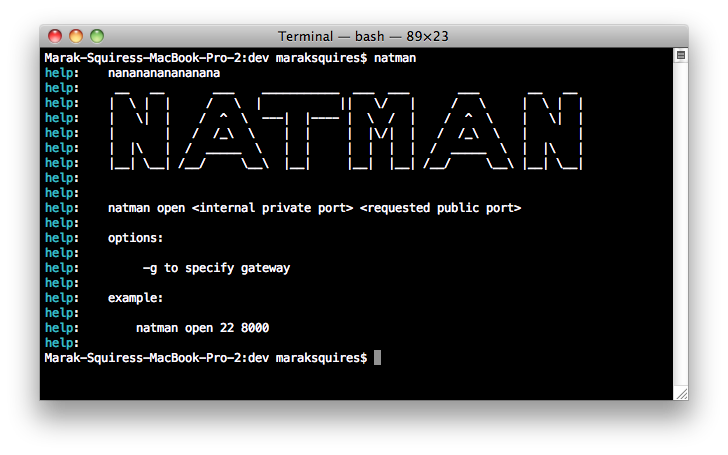 Terminal — bash — 89×23
Marak-Squiress-MacBook-Pro-2:dev maraksquires$ natman
help:    nanananananana​nana
help:
help:
help:
help:
help:
help:
help:
help:
help:    natman open <internal private port> <requested public port>
help:
help:    options:
help:
help:         -g to specify gateway
help:
help:    example:
help:
help:        natman open 22 8000
help:
Marak-Squiress-MacBook-Pro-2:dev maraksquires$